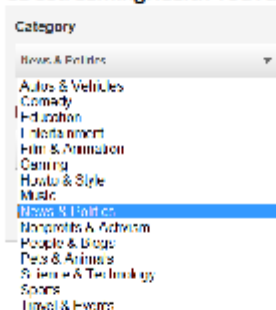 Category
News & Politics
Autos & Vehicles
Comedy
Education
Entertainment
Film & Animation
Gaming
Howto & Style
Music
News & Politics
Nonprofits & Activism
People & Blogs
Pets & Animals
Science & Technology
Sports
Travel & Events